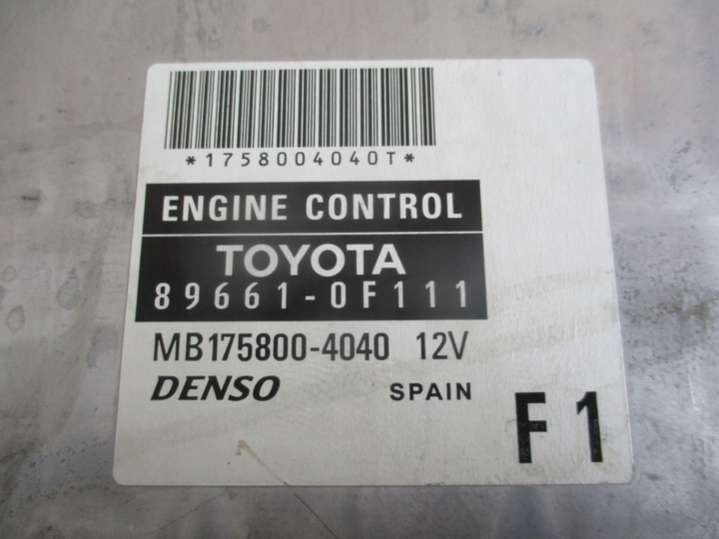 *1758004040T*
ENGINE CONTROL
TOYOTA
89661-0F111
MB175800-4040 12V
DENSO SPAIN
F1